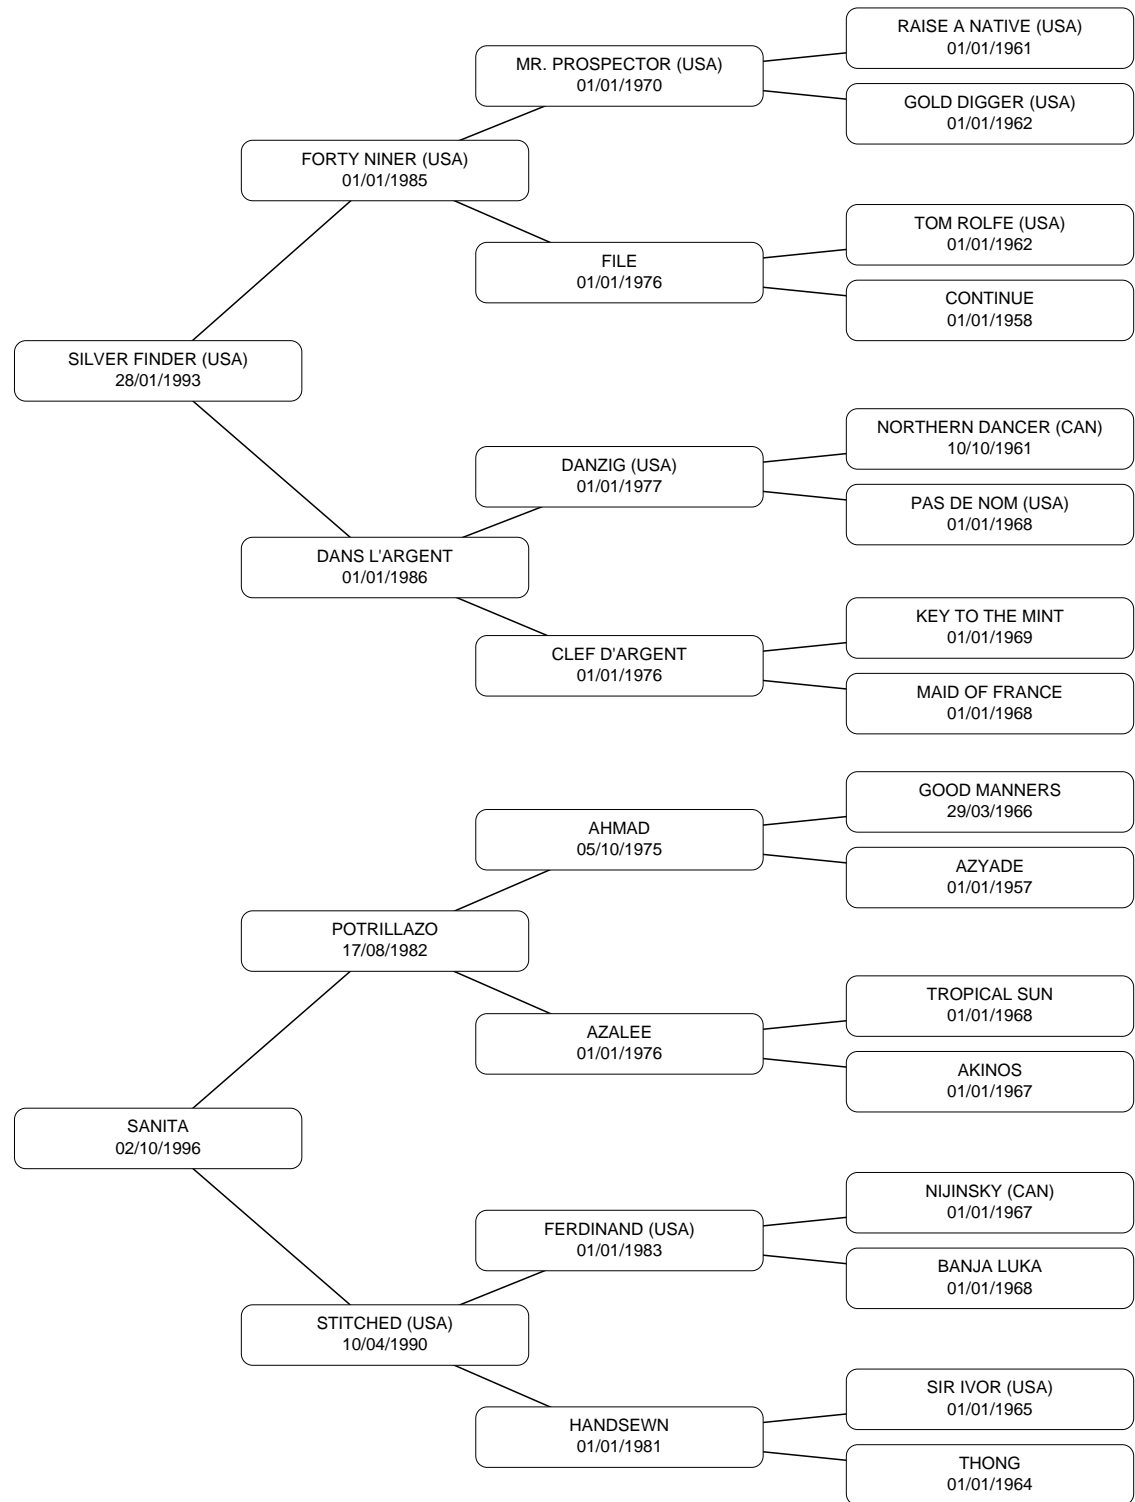 RAISE A NATIVE (USA)
01/01/1961
MR. PROSPECTOR (USA)
01/01/1970
GOLD DIGGER (USA)
01/01/1962
FORTY NINER (USA)
01/01/1985
TOM ROLFE (USA)
01/01/1962
FILE
01/01/1976
CONTINUE
01/01/1958
SILVER FINDER (USA)
28/01/1993
NORTHERN DANCER (CAN)
10/10/1961
DANZIG (USA)
01/01/1977
PAS DE NOM (USA)
01/01/1968
DANS L'ARGENT
01/01/1986
KEY TO THE MINT
01/01/1969
CLEF D'ARGENT
01/01/1976
MAID OF FRANCE
01/01/1968
GOOD MANNERS
29/03/1966
AHMAD
05/10/1975
AZYADE
01/01/1957
POTRILLAZO
17/08/1982
TROPICAL SUN
01/01/1968
AZALEE
01/01/1976
AKINOS
01/01/1967
SANITA
02/10/1996
NIJINSKY (CAN)
01/01/1967
FERDINAND (USA)
01/01/1983
BANJA LUKA
01/01/1968
STITCHED (USA)
10/04/1990
SIR IVOR (USA)
01/01/1965
HANDSEWN
01/01/1981
THONG
01/01/1964